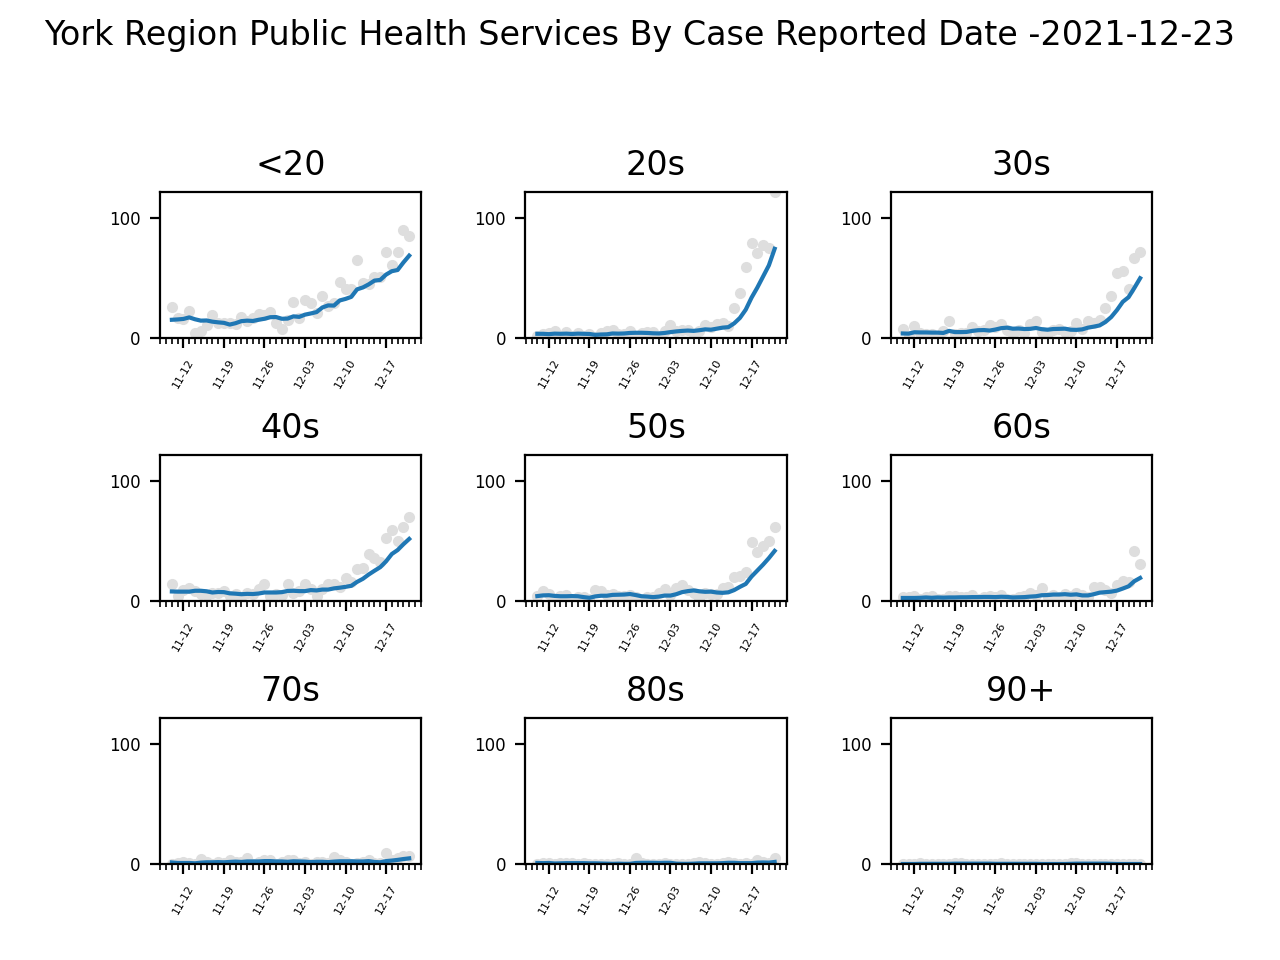 York Region Public Health Services By Case Reported Date -2021-12-23
<20 20s 30s
100 100 100
0 0 0
11-12 11-19 11-26 12-03 12-10 12-17 11-12 11-19 11-26 12-03 12-10 12-17 11-12 11-19 11-26 12-03 12-10 12-17
40s 50s 60s
100 100 100
0 0 0
11-12 11-19 11-26 12-03 12-10 12-17 11-12 11-19 11-26 12-03 12-10 12-17 11-12 11-19 11-26 12-03 12-10 12-17
70s 80s 90+
100 100 100
0 0 0
11-12 11-19 11-26 12-03 12-10 12-17 11-12 11-19 11-26 12-03 12-10 12-17 11-12 11-19 11-26 12-03 12-10 12-17